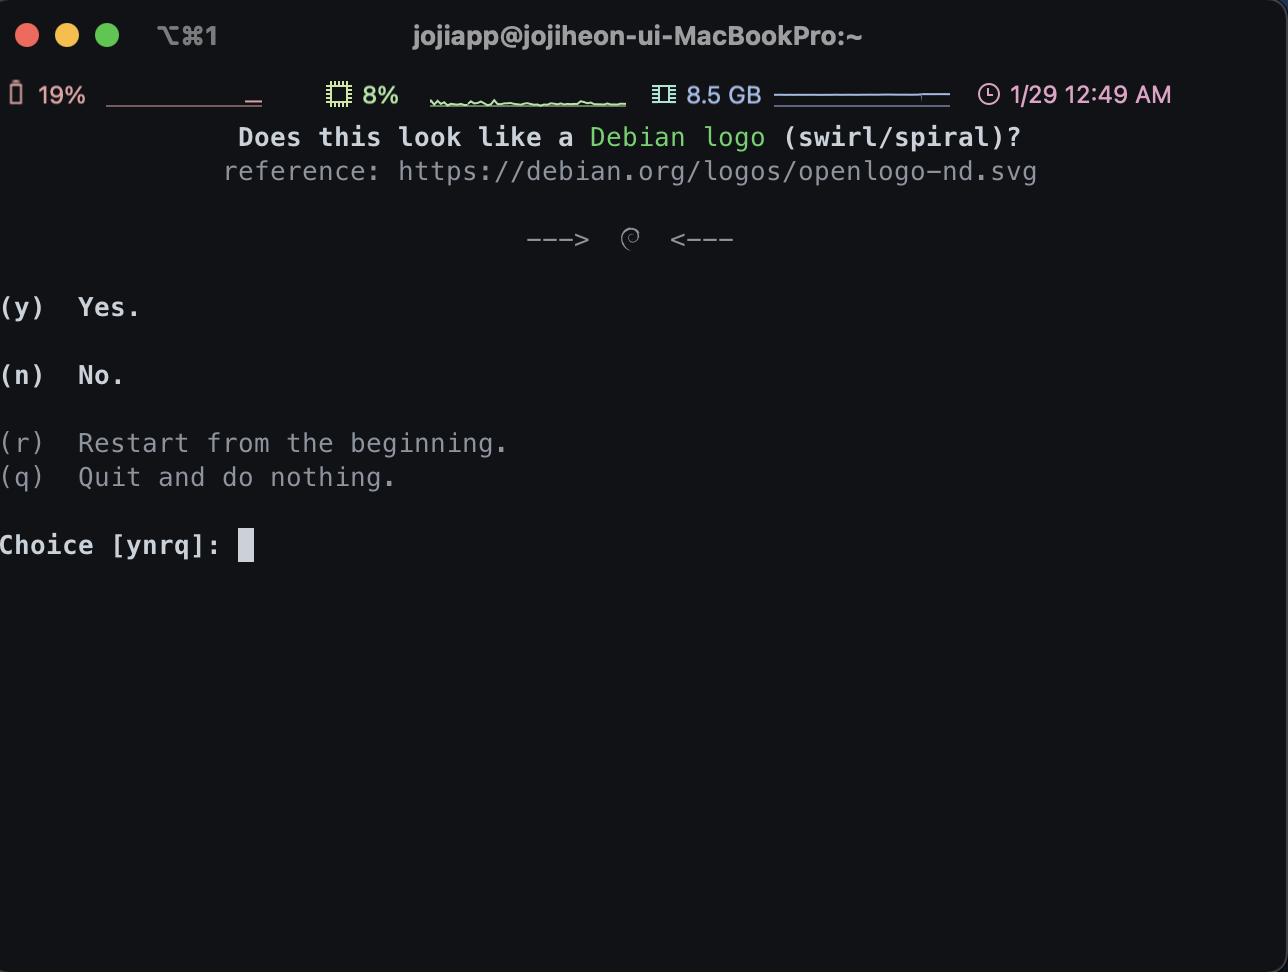 ⌥⌘1 jojiapp@jojiheon-ui-MacBookPro:~
19% 8% 8.5 GB 1/29 12:49 AM
Does this look like a Debian logo (swirl/spiral)?
reference: https://debian.org/logos/openlogo-nd.svg
---> <---
(y) Yes.
(n) No.
(r) Restart from the beginning.
(q) Quit and do nothing.
Choice [ynrq]: